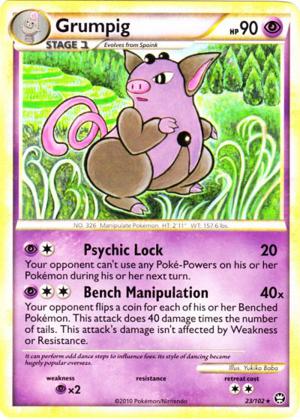 Grumpig
HP 90
STAGE 1
Evolves from Spoink
NO. 326 Manipulate Pokémon. HT: 2'11" WT: 157.6 lbs.
Psychic Lock 20
Your opponent can't use any Poké-Powers on his or her
Pokémon during his or her next turn.
Bench Manipulation 40x
Your opponent flips a coin for each of his or her Benched
Pokémon. This attack does 40 damage times the number
of tails. This attack's damage isn't affected by Weakness
or Resistance.
Illus. Yukiko Baba
It can perform odd dance steps to influence foes. Its style of dancing became
hugely popular overseas.
weakness resistance retreat cost
×2
©2010 Pokémon/Nintendo
23/102 ★